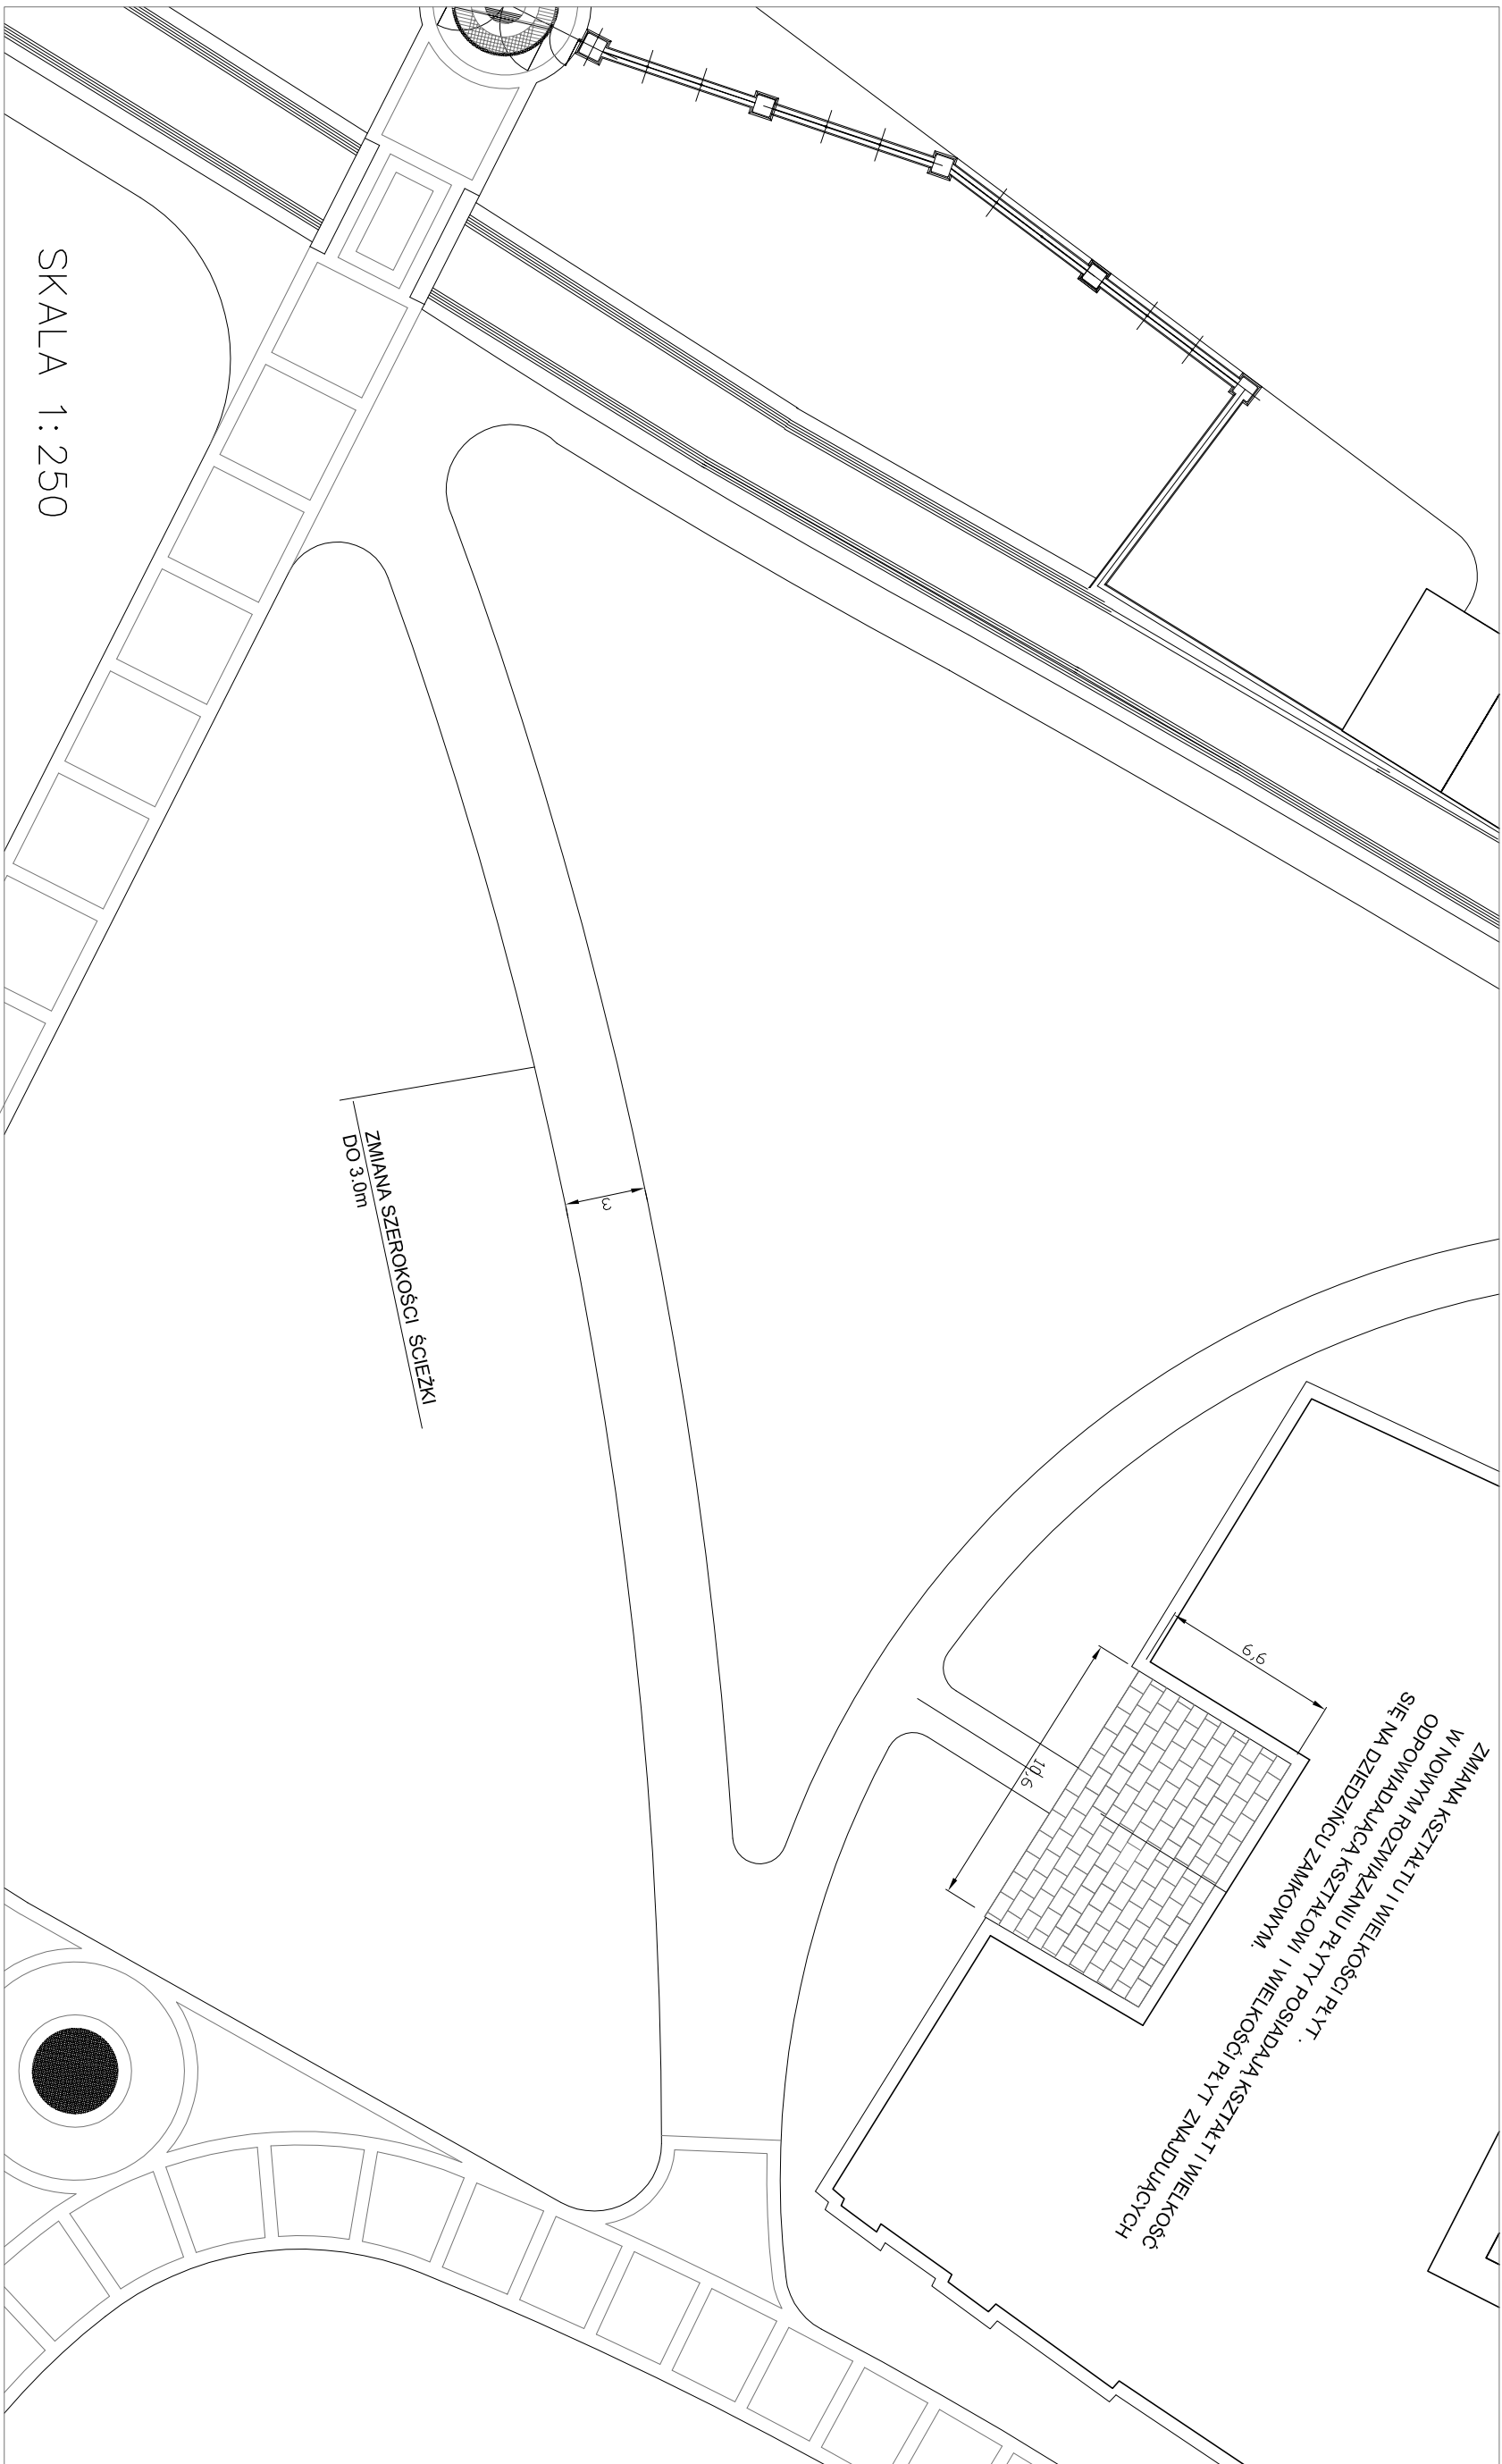 ZMIANA KSZTAŁTU I WIELKOŚCI PŁYT .
W NOWYM ROZWIĄZANIU PŁYTY POSIADAJĄ KSZTAŁT I WIELKOŚĆ
ODPOWIADAJĄCĄ KSZTAŁOWI I WIELKOŚCI PŁYT ZNAJDUJĄCYCH
SIĘ NA DZIEDZIŃCU ZAMKOWYM.
6,6
10,6
3
ZMIANA SZEROKOŚCI ŚCIEŻKI
DO 3.0m
SKALA 1:250